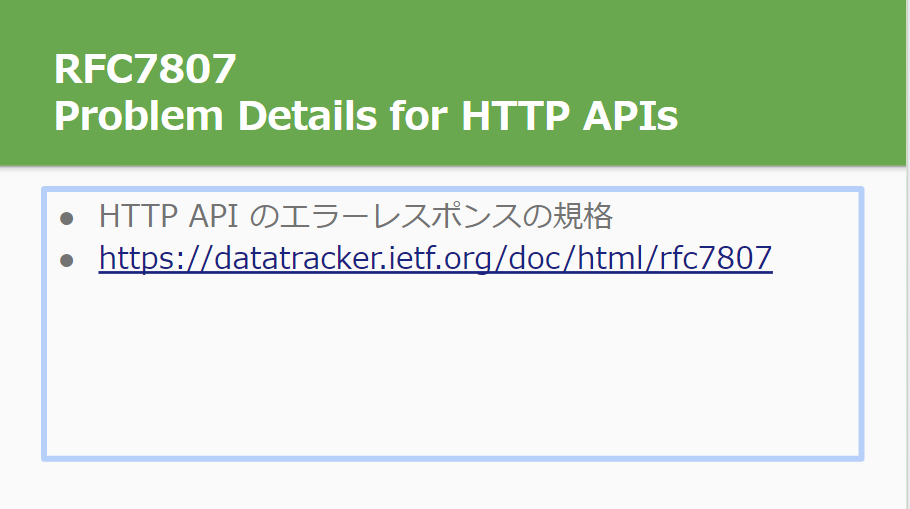 RFC7807
Problem Details for HTTP APIs
● HTTP API のエラーレスポンスの規格
● https://datatracker.ietf.org/doc/html/rfc7807